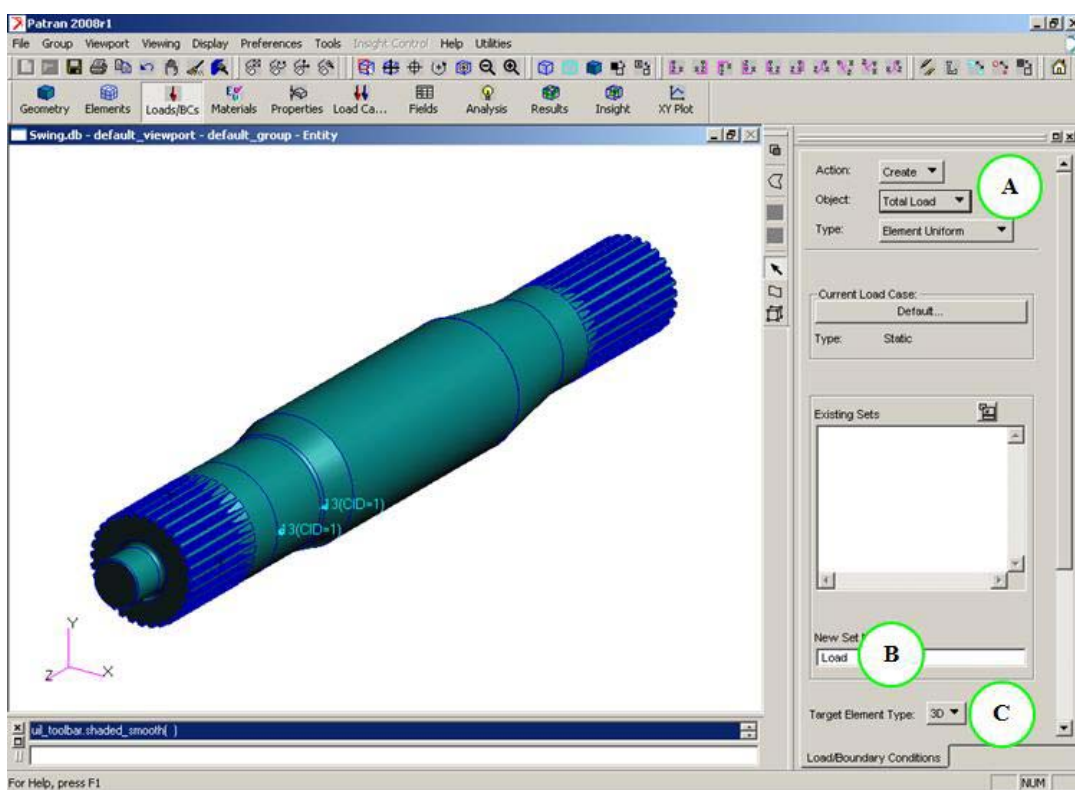 Patran 2008r1
File Group Viewport Viewing Display Preferences Tools Insight Control Help Utilities
Geometry Elements Loads/BCs Materials Properties Load Ca... Fields Analysis Results Insight XY Plot
Swing.db - default_viewport - default_group - Entity
Action: Create
A
Object: Total Load
Type: Element Uniform
Current Load Case:
Default...
Type: Static
Existing Sets
13(CID=1)
3(CID=1)
Y
Z X
New Set
Load
B
Target Element Type: 3D
C
uil_toolbar.shaded_smooth( )
Load/Boundary Conditions
For Help, press F1
NUM